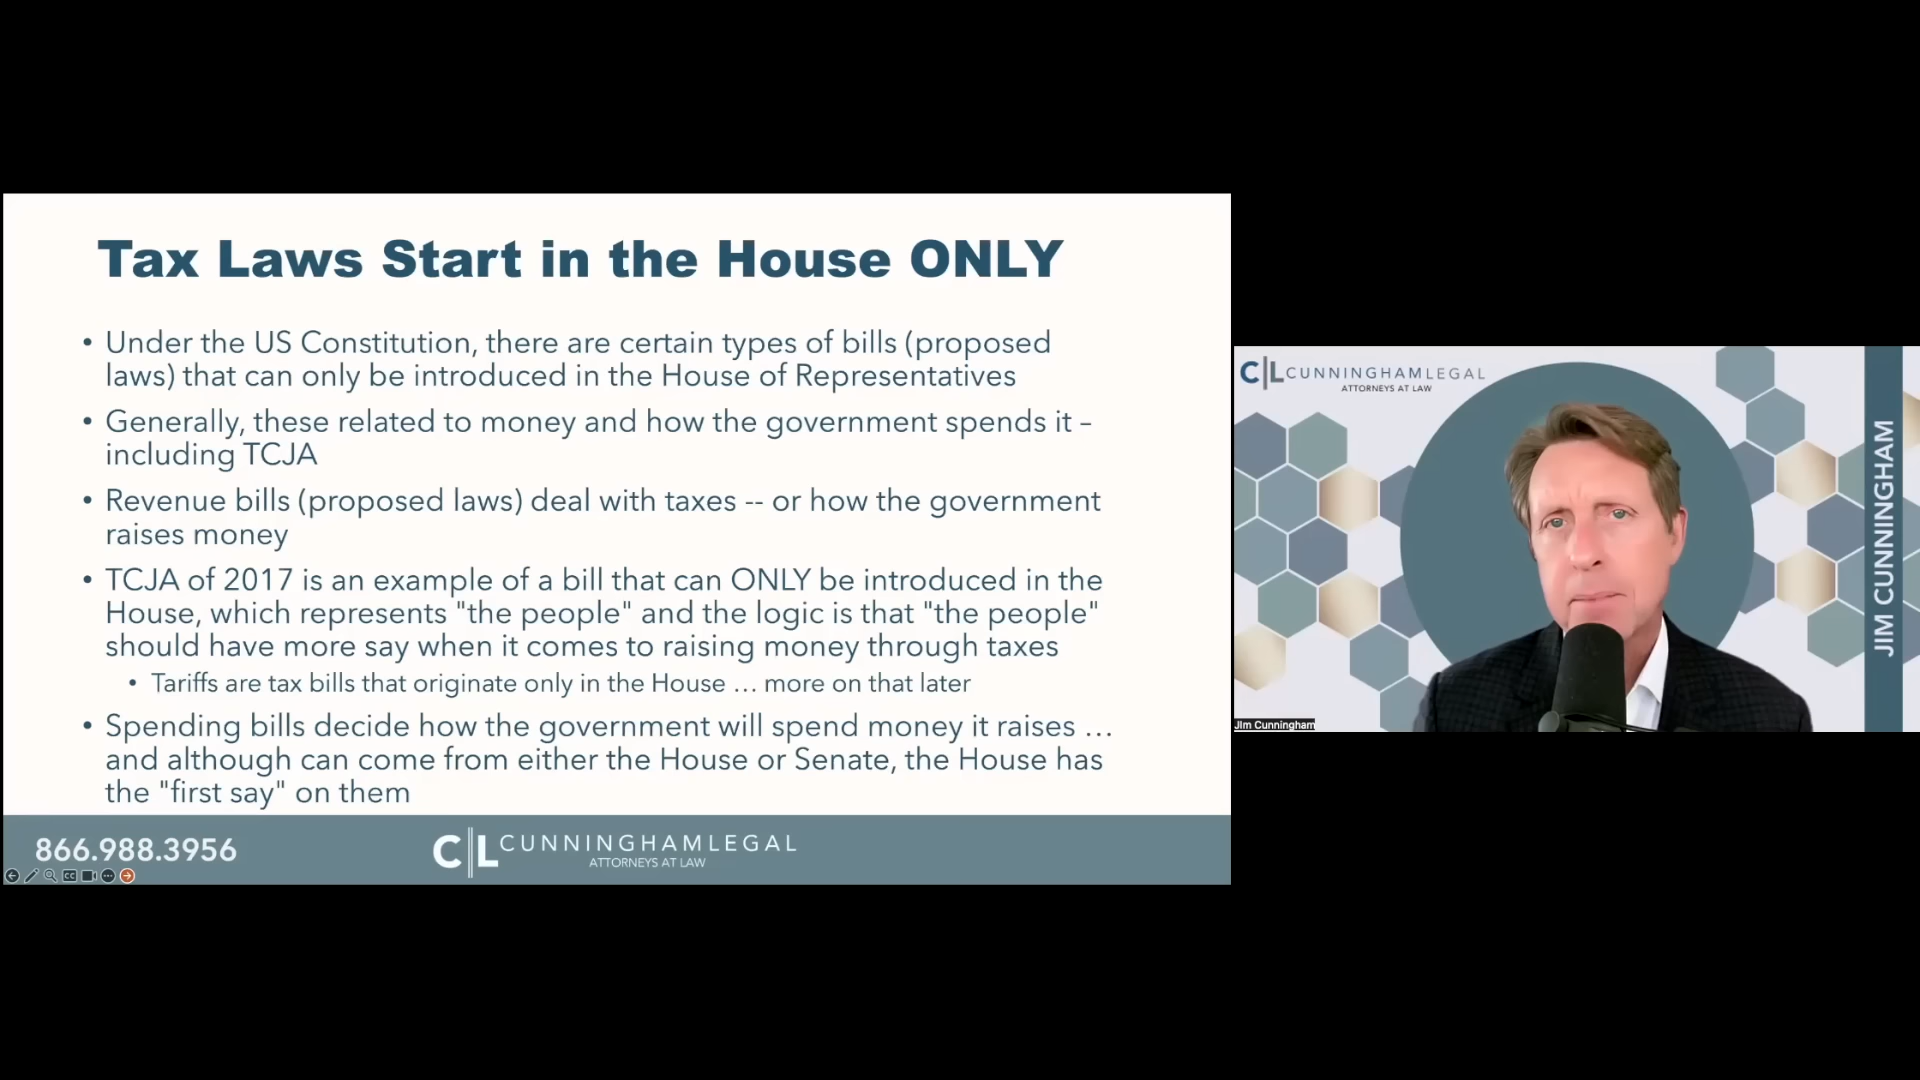 Tax Laws Start in the House ONLY
• Under the US Constitution, there are certain types of bills (proposed
laws) that can only be introduced in the House of Representatives
• Generally, these related to money and how the government spends it –
including TCJA
• Revenue bills (proposed laws) deal with taxes -- or how the government
raises money
• TCJA of 2017 is an example of a bill that can ONLY be introduced in the
House, which represents "the people" and the logic is that "the people"
should have more say when it comes to raising money through taxes
• Tariffs are tax bills that originate only in the House … more on that later
• Spending bills decide how the government will spend money it raises …
and although can come from either the House or Senate, the House has
the "first say" on them
866.988.3956
C|L CUNNINGHAMLEGAL
ATTORNEYS AT LAW
CC
C|L CUNNINGHAMLEGAL
ATTORNEYS AT LAW
JIM CUNNINGHAM
JIm Cunningham